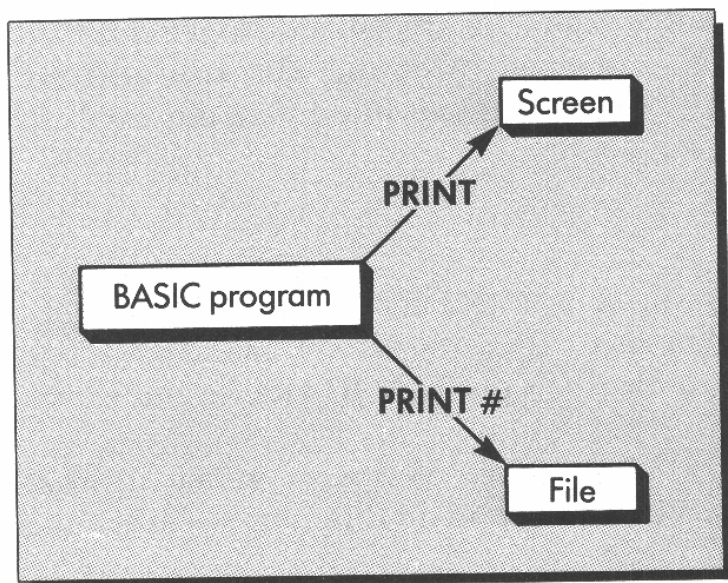 Screen
PRINT
BASIC program
PRINT #
File